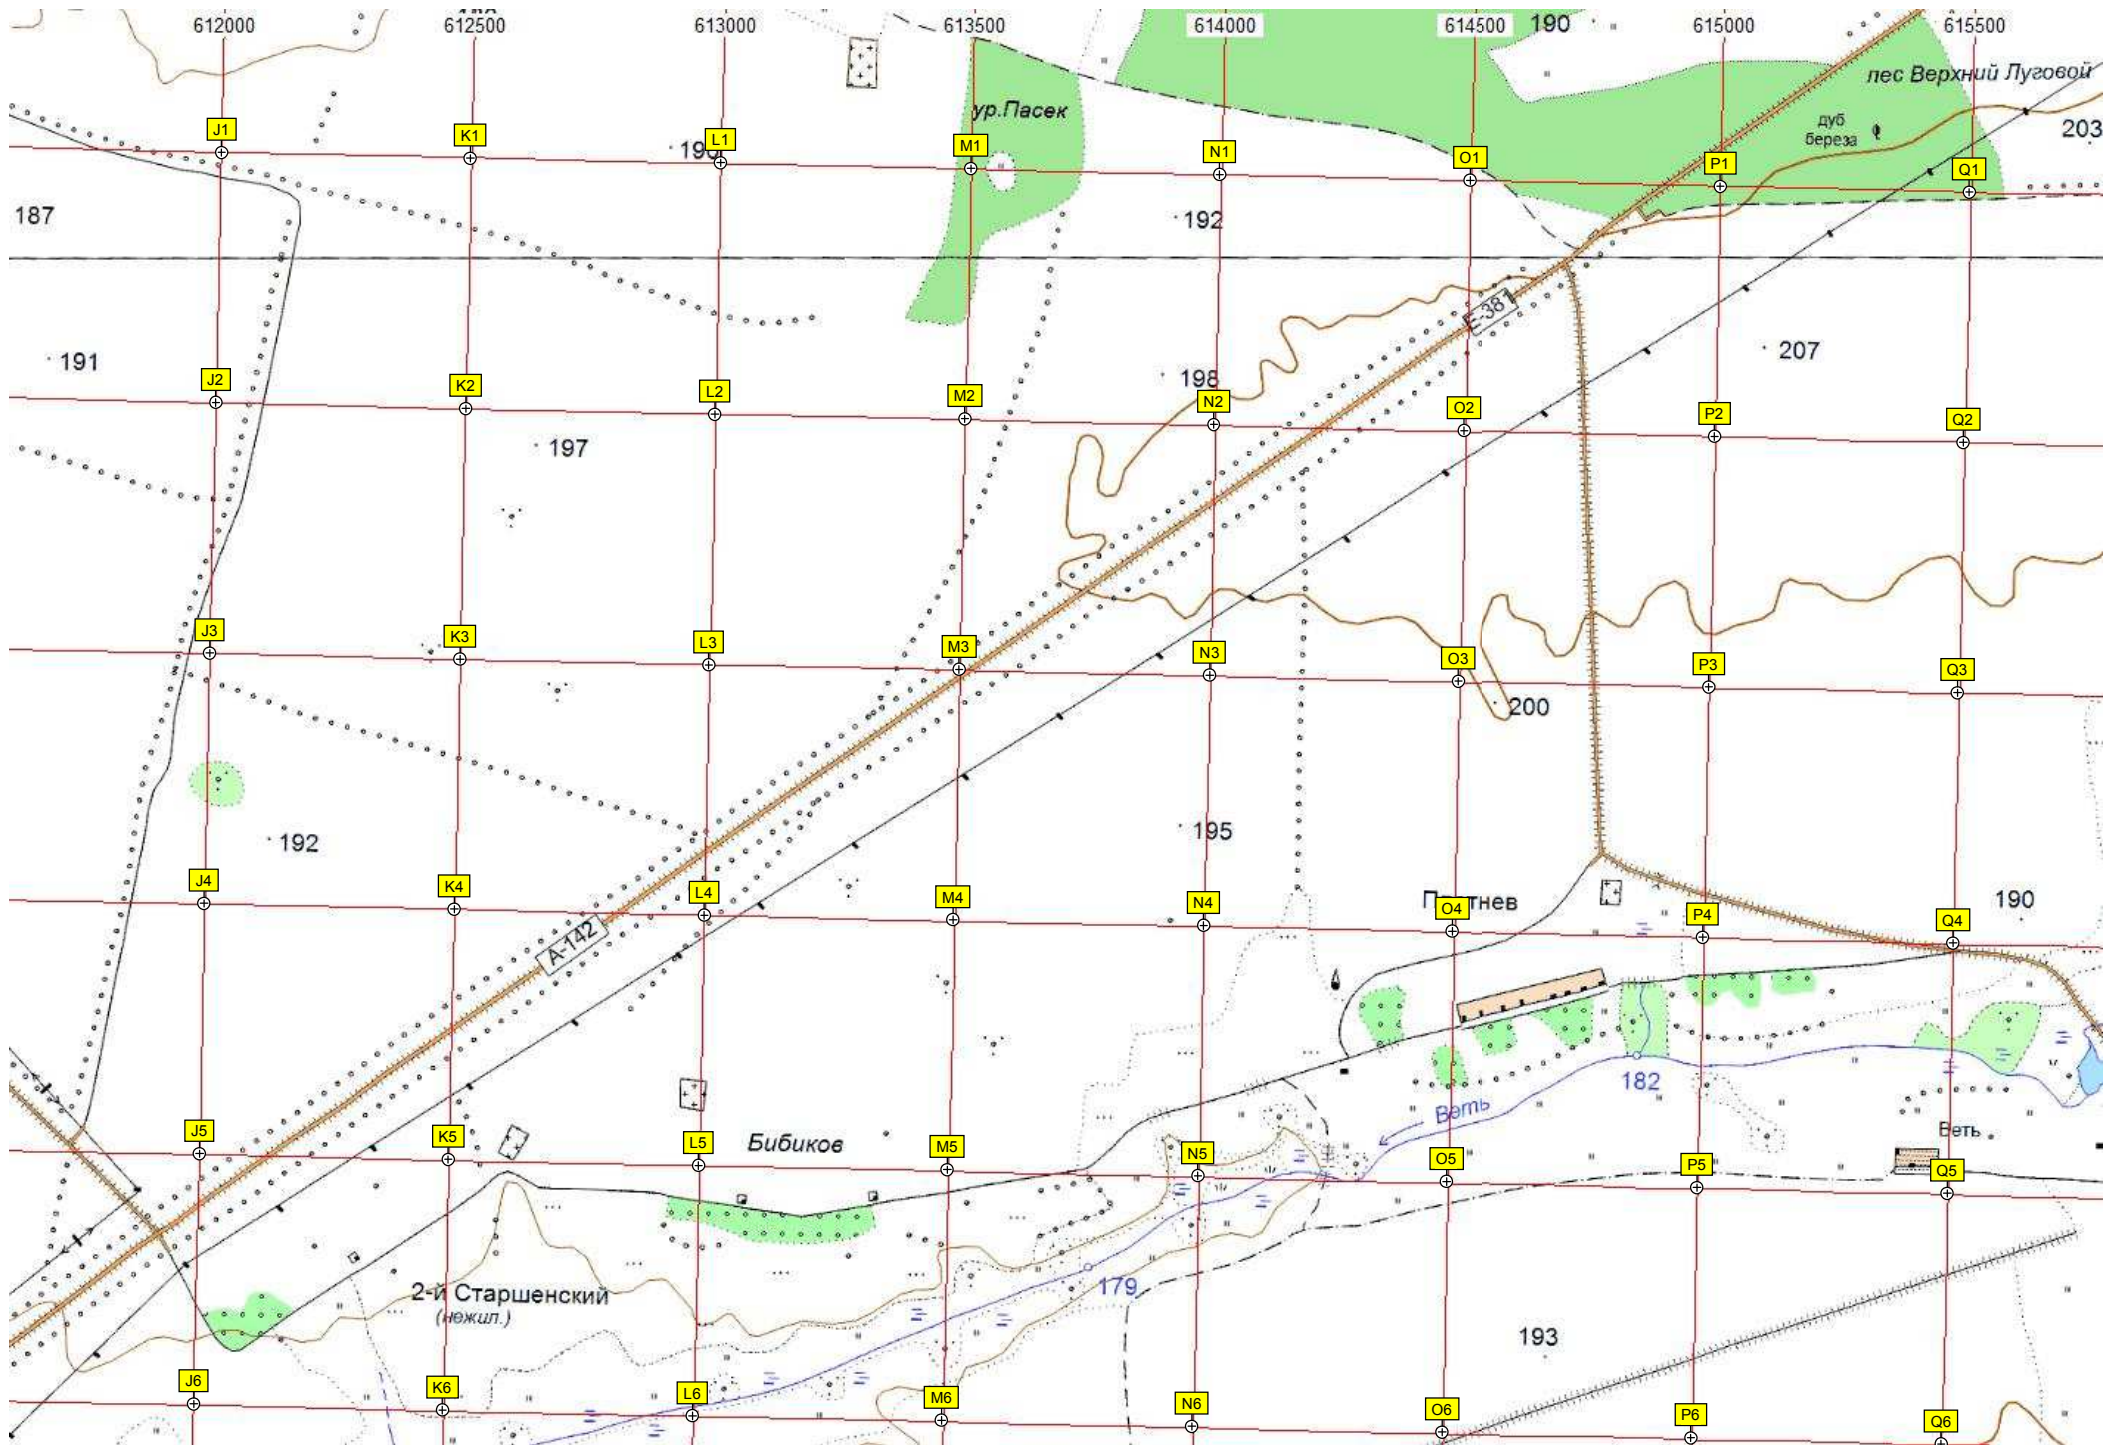 612000 612500 613000 613500 614000 614500 190 615000 615500
лес Верхний Луговой
ур.Пасек
дуб
береза
203
J1 K1 L1 M1 N1 O1 P1 Q1
187
192
E-381
191
198
207
J2 K2 L2 M2 N2 O2 P2 Q2
197
J3 K3 L3 M3 N3 O3 P3 Q3
200
192
195
J4 K4 L4 M4 N4 O4 P4 Q4
190
A-142
182
Веть
Веть
Бибиков
J5 K5 L5 M5 N5 O5 P5 Q5
2-й Старшенский
(нежил.)
179
193
J6 K6 L6 M6 N6 O6 P6 Q6